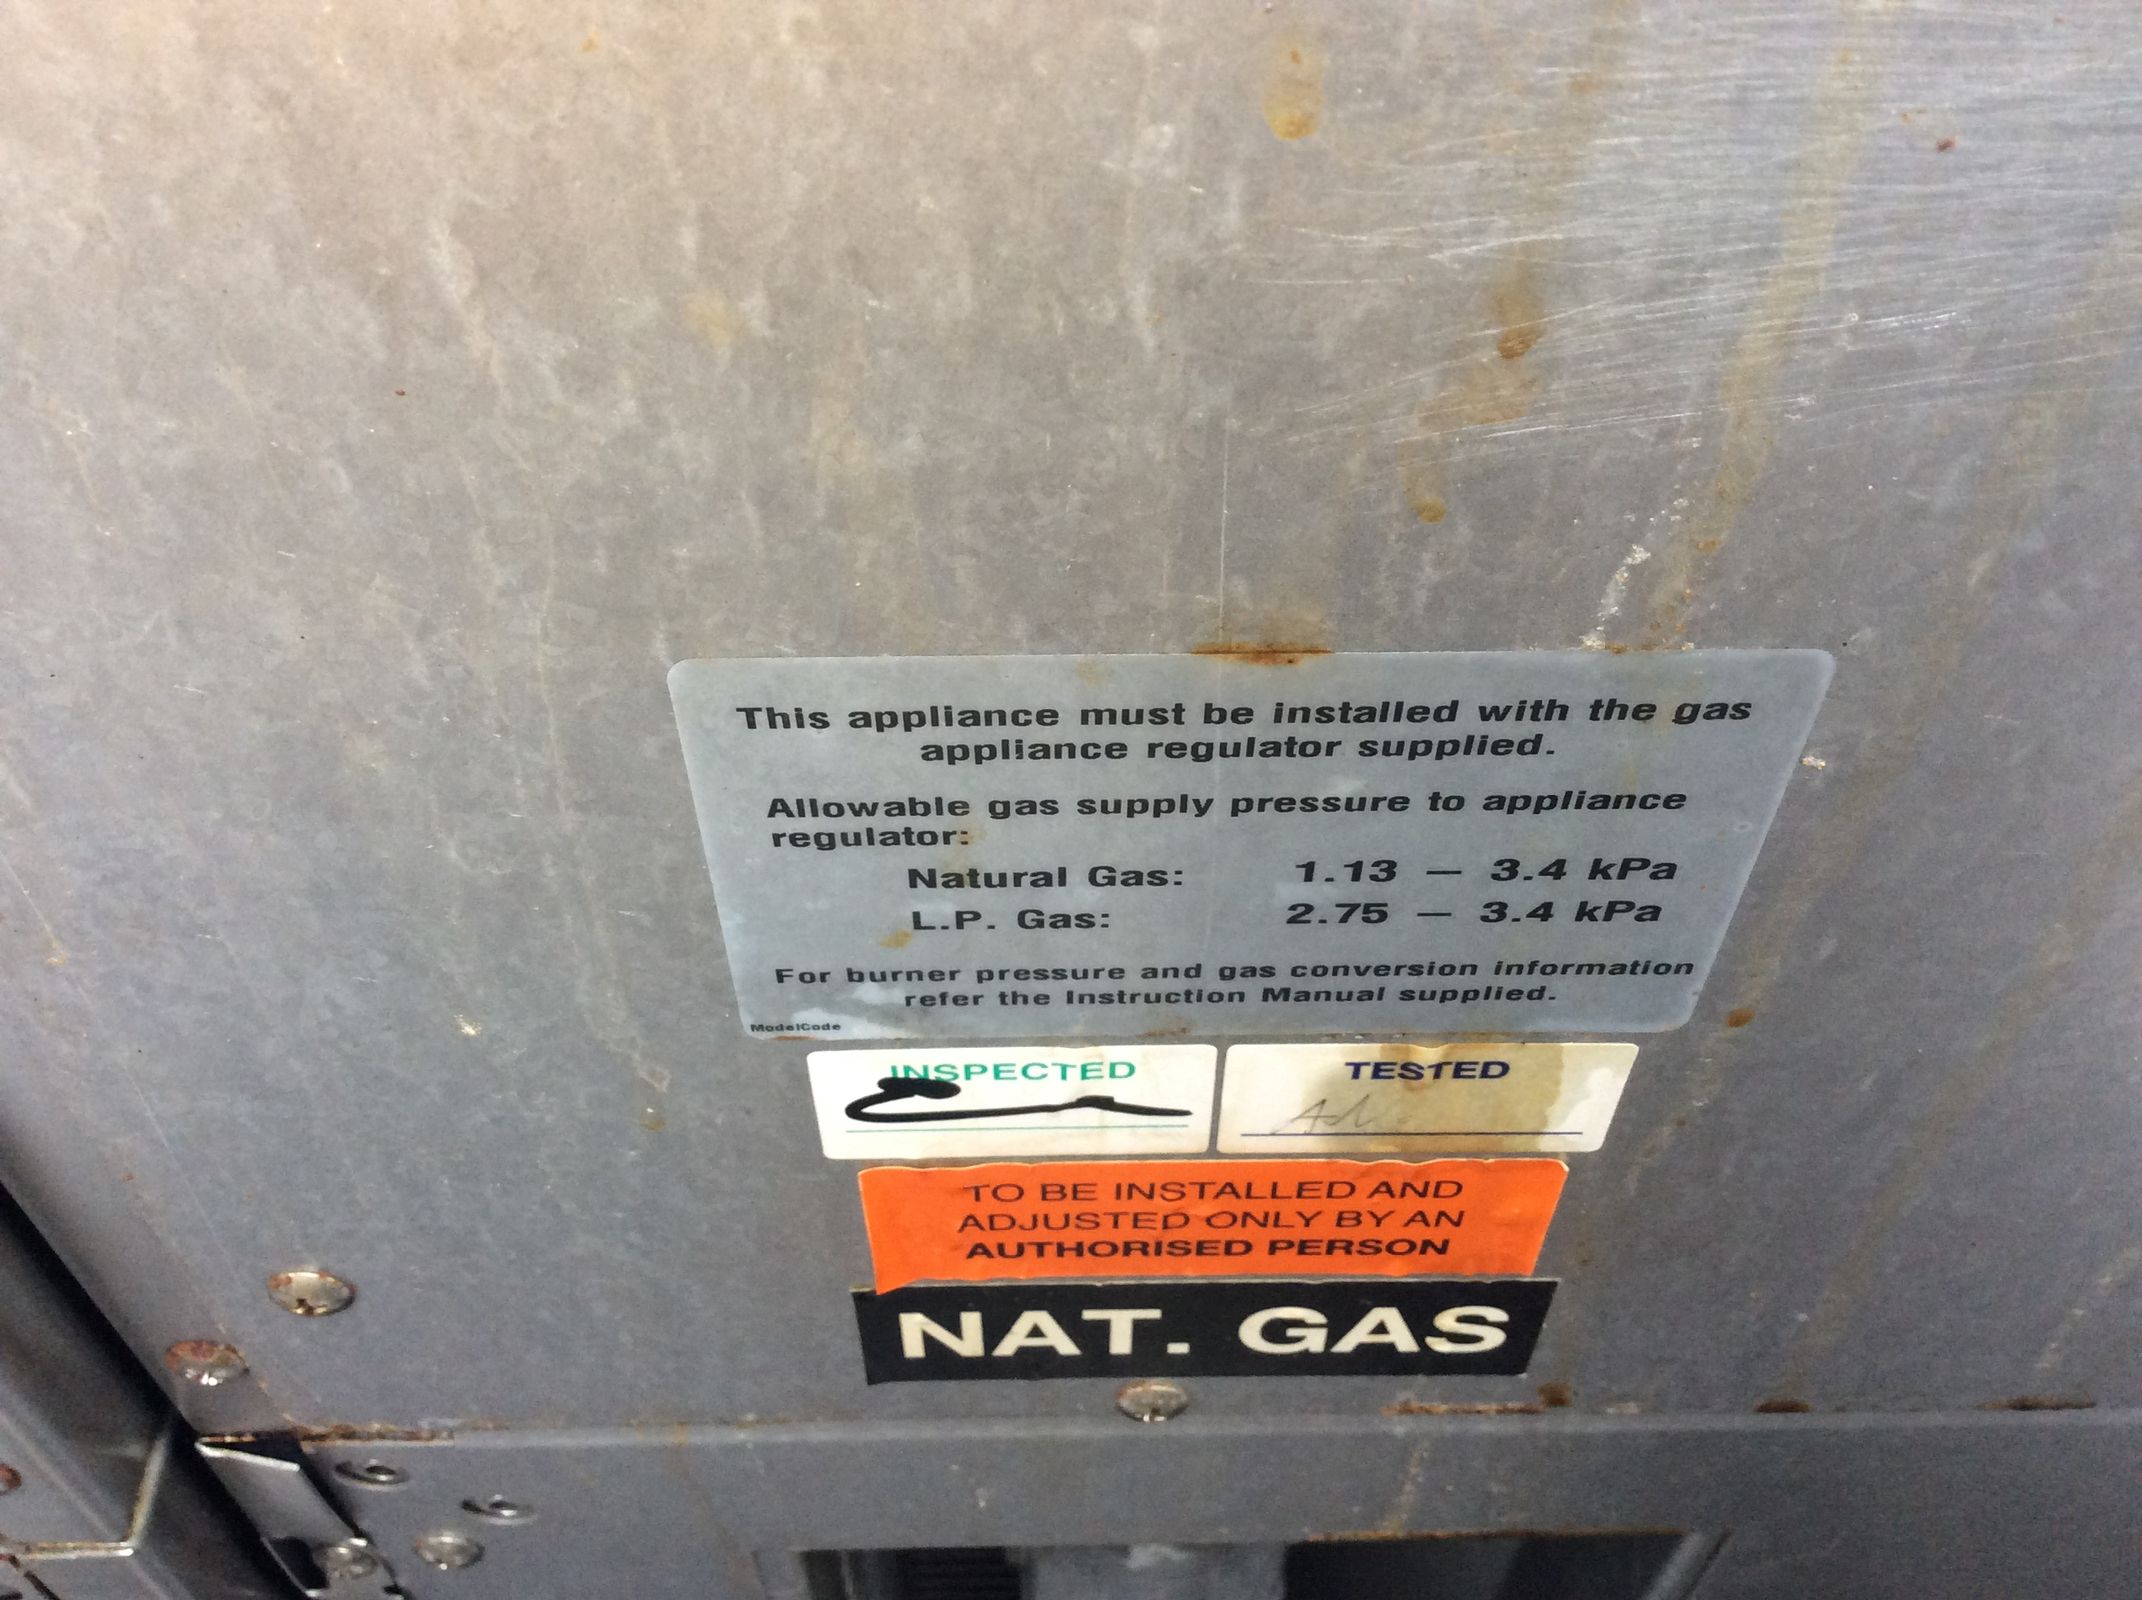 This appliance must be installed with the gas
appliance regulator supplied.
Allowable gas supply pressure to appliance
regulator:
Natural Gas: 1.13 – 3.4 kPa
L.P. Gas: 2.75 – 3.4 kPa
For burner pressure and gas conversion information
refer the Instruction Manual supplied.
ModelCode
INSPECTED
TESTED
TO BE INSTALLED AND
ADJUSTED ONLY BY AN
AUTHORISED PERSON
NAT. GAS